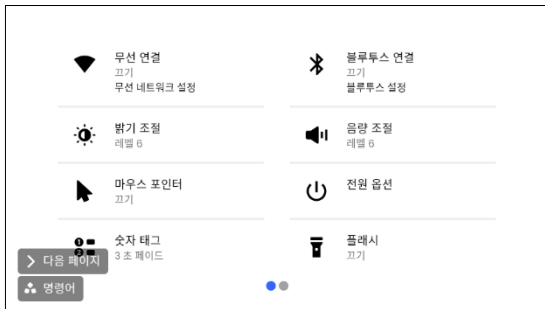 무선 연결
끄기
무선 네트워크 설정
블루투스 연결
끄기
블루투스 설정
밝기 조절
레벨 6
음량 조절
레벨 6
마우스 포인터
끄기
전원 옵션
숫자 태그
3 초 페이드
플래시
끄기
다음 페이지
명령어